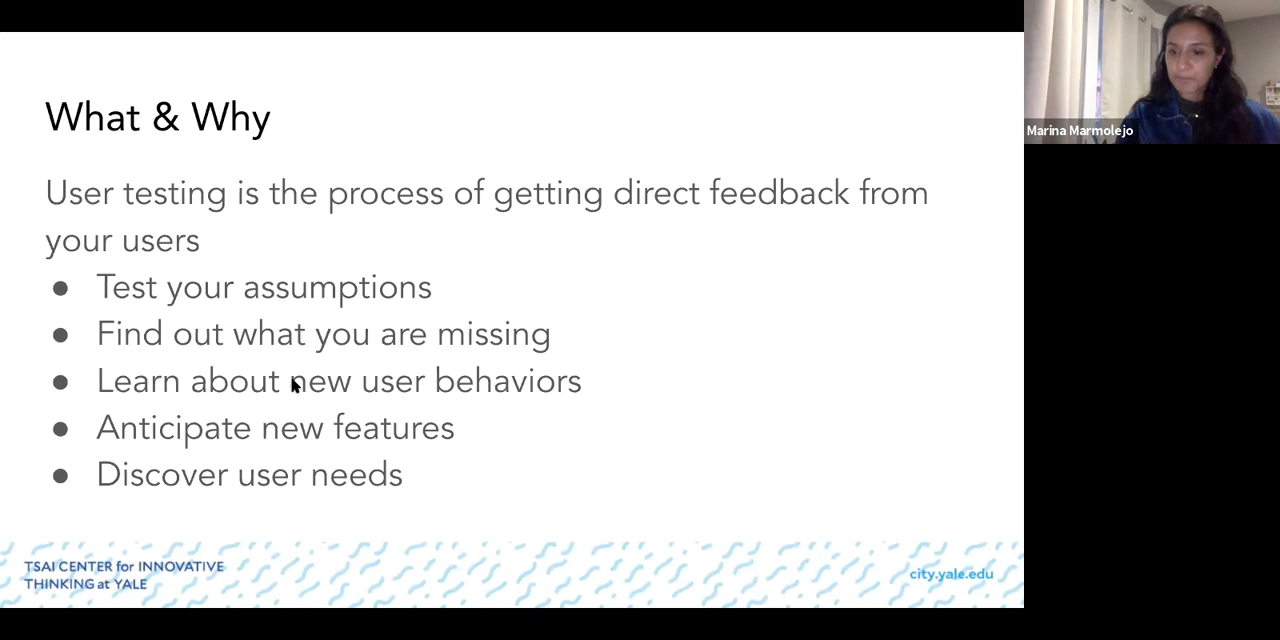 What & Why
User testing is the process of getting direct feedback from
your users
● Test your assumptions
● Find out what you are missing
● Learn about new user behaviors
● Anticipate new features
● Discover user needs
TSAI CENTER for INNOVATIVE
THINKING at YALE
city.yale.edu
Marina Marmolejo